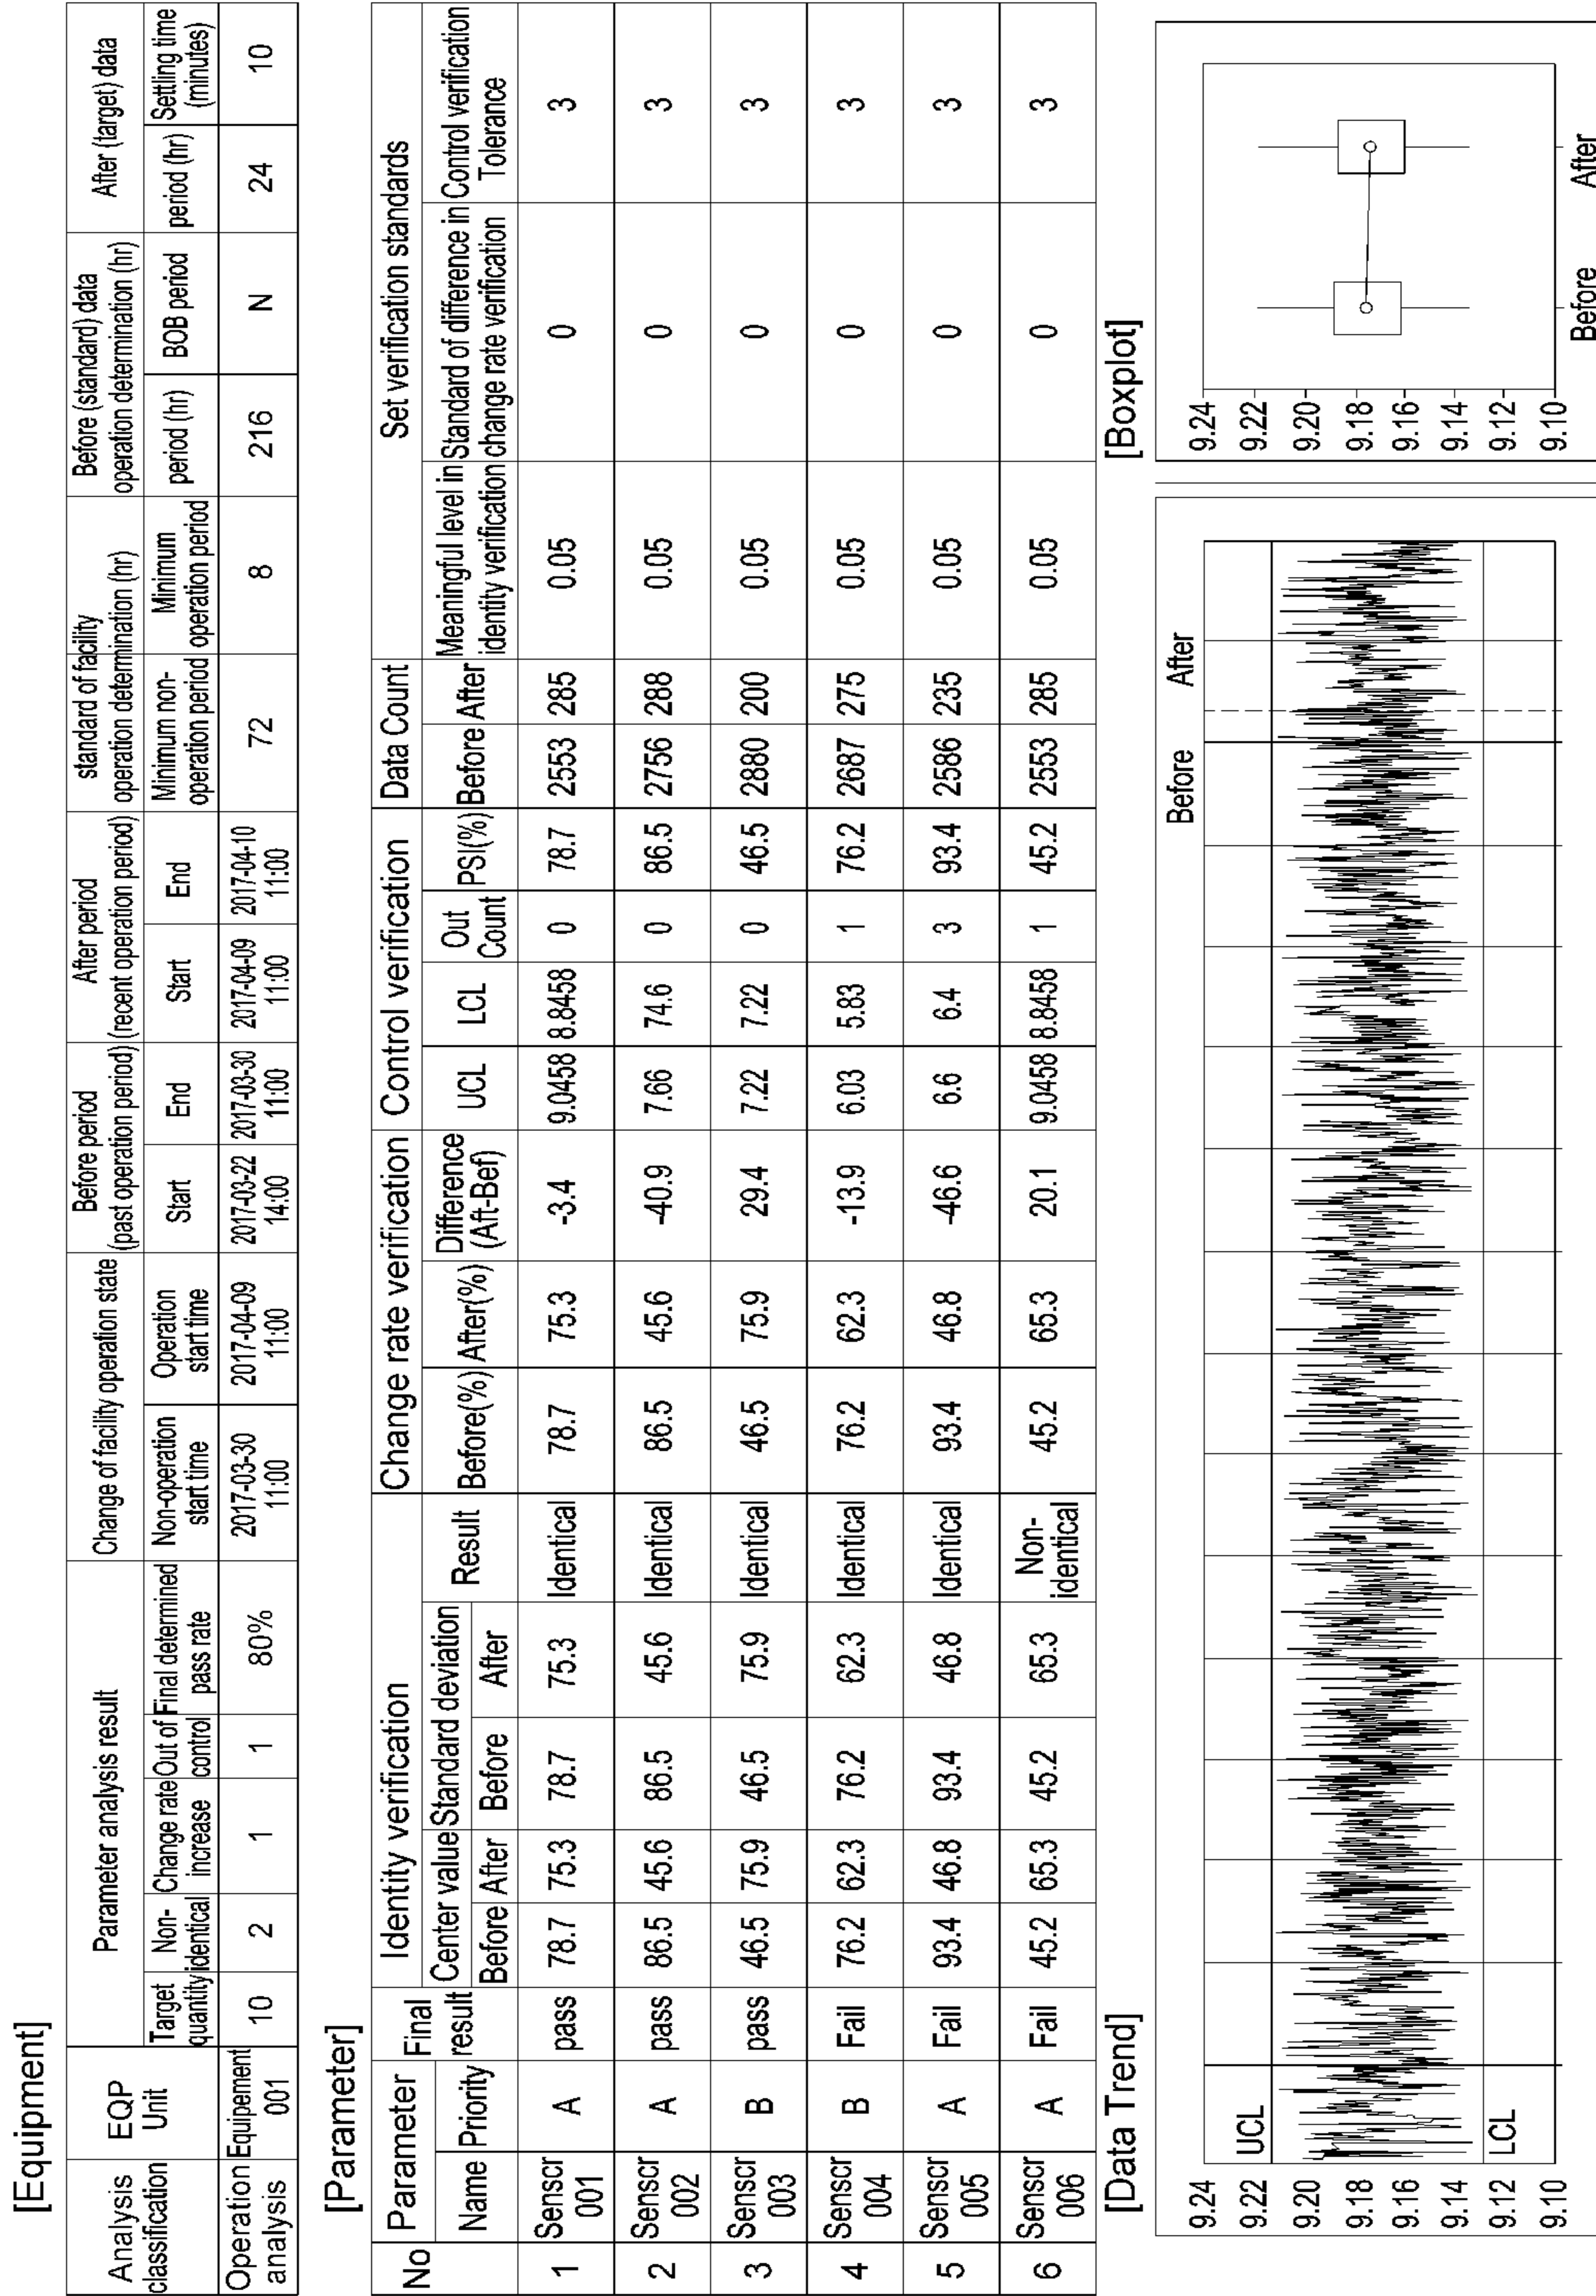 [Equipment]
Analysis classification | EQP Unit | Parameter analysis result | Change of facility operation state | Before period (past operation period) | After period (recent operation period) | standard of facility operation determination (hr) | Before (standard) data operation determination (hr) | After (target) data
Target quantity | Non-identical | Change rate increase | Out of control | Final determined pass rate | Non-operation start time | Operation start time | Start | End | Start | End | Minimum non-operation period | Minimum operation period | period (hr) | BOB period | period (hr) | Settling time (minutes)
Operation analysis | Equipement 001 | 10 | 2 | 1 | 1 | 80% | 2017-03-30 11:00 | 2017-04-09 11:00 | 2017-03-22 14:00 | 2017-03-30 11:00 | 2017-04-09 11:00 | 2017-04-10 11:00 | 72 | 8 | 216 | N | 24 | 10
[Parameter]
No | Parameter | Final result | Identity verification | Change rate verification | Control verification | Data Count | Set verification standards
Name | Priority | Center value | Standard deviation | Result | Before(%) | After(%) | Difference (Aft-Bef) | UCL | LCL | Out Count | PSI(%) | Before | After | Meaningful level in identity verification | Standard of difference in change rate verification | Control verification Tolerance
Before | After | Before | After
1 | Senscr 001 | A | pass | 78.7 | 75.3 | 78.7 | 75.3 | Identical | 78.7 | 75.3 | -3.4 | 9.0458 | 8.8458 | 0 | 78.7 | 2553 | 285 | 0.05 | 0 | 3
2 | Senscr 002 | A | pass | 86.5 | 45.6 | 86.5 | 45.6 | Identical | 86.5 | 45.6 | -40.9 | 7.66 | 74.6 | 0 | 86.5 | 2756 | 288 | 0.05 | 0 | 3
3 | Senscr 003 | B | pass | 46.5 | 75.9 | 46.5 | 75.9 | Identical | 46.5 | 75.9 | 29.4 | 7.22 | 7.22 | 0 | 46.5 | 2880 | 200 | 0.05 | 0 | 3
4 | Senscr 004 | B | Fail | 76.2 | 62.3 | 76.2 | 62.3 | Identical | 76.2 | 62.3 | -13.9 | 6.03 | 5.83 | 1 | 76.2 | 2687 | 275 | 0.05 | 0 | 3
5 | Senscr 005 | A | Fail | 93.4 | 46.8 | 93.4 | 46.8 | Identical | 93.4 | 46.8 | -46.6 | 6.6 | 6.4 | 3 | 93.4 | 2586 | 235 | 0.05 | 0 | 3
6 | Senscr 006 | A | Fail | 45.2 | 65.3 | 45.2 | 65.3 | Non-identical | 45.2 | 65.3 | 20.1 | 9.0458 | 8.8458 | 1 | 45.2 | 2553 | 285 | 0.05 | 0 | 3
[Data Trend]
Before After
9.24
9.22
9.20
9.18
9.16
9.14
9.12
9.10
UCL
LCL
[Boxplot]
9.24
9.22
9.20
9.18
9.16
9.14
9.12
9.10
Before After